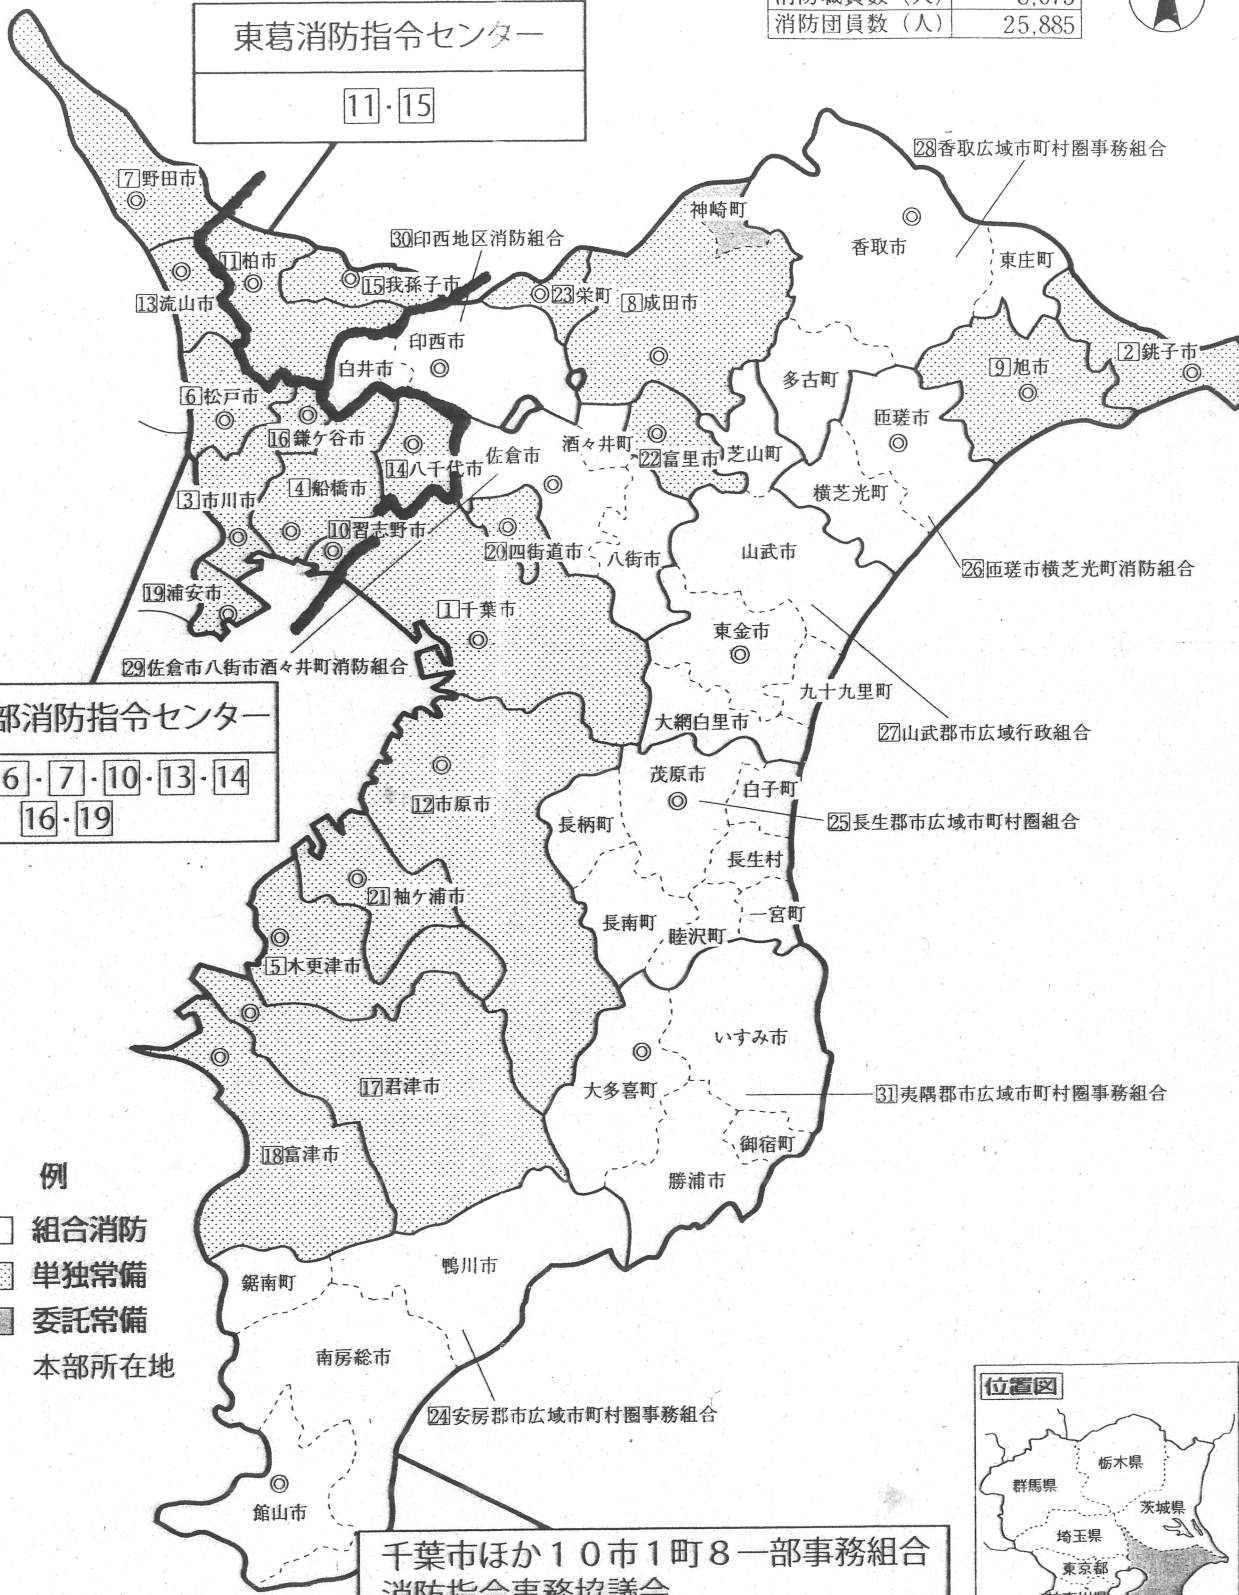 東葛消防指令センター
11・15
消防団員数（人） 25,885
28香取広域市町村圏事務組合
7野田市
神崎町
香取市
30印西地区消防組合
東庄町
11柏市
15我孫子市
23栄町
8成田市
13流山市
印西市
白井市
2銚子市
9旭市
多古町
6松戸市
匝瑳市
16鎌ケ谷市
酒々井町
芝山町
佐倉市
22富里市
14八千代市
4船橋市
横芝光町
3市川市
10習志野市
20四街道市
山武市
八街市
26匝瑳市横芝光町消防組合
19浦安市
1千葉市
東金市
29佐倉市八街市酒々井町消防組合
九十九里町
部消防指令センター
大網白里市
27山武郡市広域行政組合
6・7・10・13・14
16・19
茂原市
白子町
12市原市
長柄町
25長生郡市広域市町村圏組合
長生村
21袖ケ浦市
一宮町
長南町
睦沢町
5木更津市
いすみ市
17君津市
大多喜町
31夷隅郡市広域市町村圏事務組合
御宿町
18富津市
勝浦市
例
組合消防
単独常備
委託常備
本部所在地
鴨川市
鋸南町
南房総市
24安房郡市広域市町村圏事務組合
館山市
位置図
栃木県
群馬県
茨城県
埼玉県
東京都
千葉市ほか10市1町8一部事務組合
消防指令事務協議会